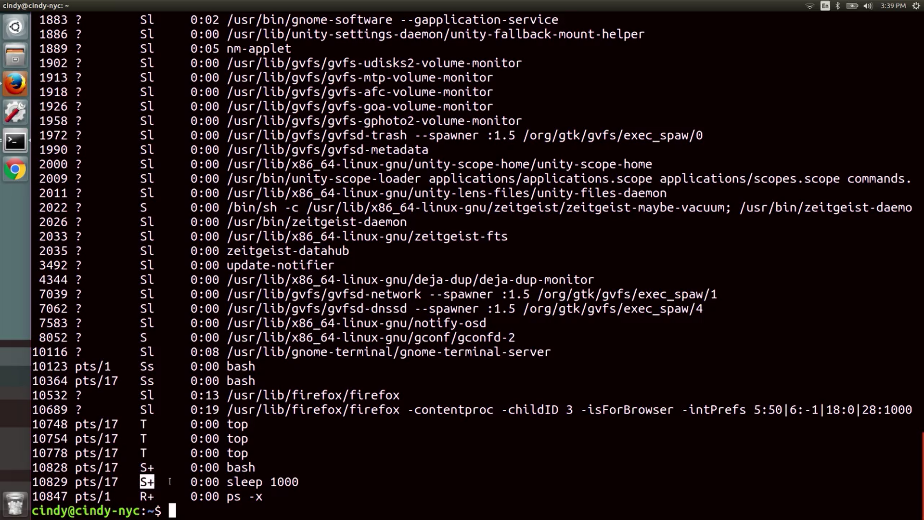 cindy@cindy-nyc: ~ En 3:39 PM
1883 ? Sl 0:02 /usr/bin/gnome-software --gapplication-service
1886 ? Sl 0:00 /usr/lib/unity-settings-daemon/unity-fallback-mount-helper
1889 ? Sl 0:05 nm-applet
1902 ? Sl 0:00 /usr/lib/gvfs/gvfs-udisks2-volume-monitor
1913 ? Sl 0:00 /usr/lib/gvfs/gvfs-mtp-volume-monitor
1918 ? Sl 0:00 /usr/lib/gvfs/gvfs-afc-volume-monitor
1926 ? Sl 0:00 /usr/lib/gvfs/gvfs-goa-volume-monitor
1958 ? Sl 0:00 /usr/lib/gvfs/gvfs-gphoto2-volume-monitor
1972 ? Sl 0:00 /usr/lib/gvfs/gvfsd-trash --spawner :1.5 /org/gtk/gvfs/exec_spaw/0
1990 ? Sl 0:00 /usr/lib/gvfs/gvfsd-metadata
2000 ? Sl 0:00 /usr/lib/x86_64-linux-gnu/unity-scope-home/unity-scope-home
2009 ? Sl 0:00 /usr/bin/unity-scope-loader applications/applications.scope applications/scopes.scope commands.
2011 ? Sl 0:00 /usr/lib/x86_64-linux-gnu/unity-lens-files/unity-files-daemon
2022 ? S 0:00 /bin/sh -c /usr/lib/x86_64-linux-gnu/zeitgeist/zeitgeist-maybe-vacuum; /usr/bin/zeitgeist-daemo
2026 ? Sl 0:00 /usr/bin/zeitgeist-daemon
2033 ? Sl 0:00 /usr/lib/x86_64-linux-gnu/zeitgeist-fts
2035 ? Sl 0:00 zeitgeist-datahub
3492 ? Sl 0:00 update-notifier
4344 ? Sl 0:00 /usr/lib/x86_64-linux-gnu/deja-dup/deja-dup-monitor
7039 ? Sl 0:00 /usr/lib/gvfs/gvfsd-network --spawner :1.5 /org/gtk/gvfs/exec_spaw/1
7062 ? Sl 0:00 /usr/lib/gvfs/gvfsd-dnssd --spawner :1.5 /org/gtk/gvfs/exec_spaw/4
7583 ? Sl 0:00 /usr/lib/x86_64-linux-gnu/notify-osd
8052 ? S 0:00 /usr/lib/x86_64-linux-gnu/gconf/gconfd-2
10116 ? Sl 0:08 /usr/lib/gnome-terminal/gnome-terminal-server
10123 pts/1 Ss 0:00 bash
10364 pts/17 Ss 0:00 bash
10532 ? Sl 0:13 /usr/lib/firefox/firefox
10689 ? Sl 0:19 /usr/lib/firefox/firefox -contentproc -childID 3 -isForBrowser -intPrefs 5:50|6:-1|18:0|28:1000
10748 pts/17 T 0:00 top
10754 pts/17 T 0:00 top
10778 pts/17 T 0:00 top
10828 pts/17 S+ 0:00 bash
10829 pts/17 S+ 0:00 sleep 1000
10847 pts/1 R+ 0:00 ps -x
cindy@cindy-nyc:~$